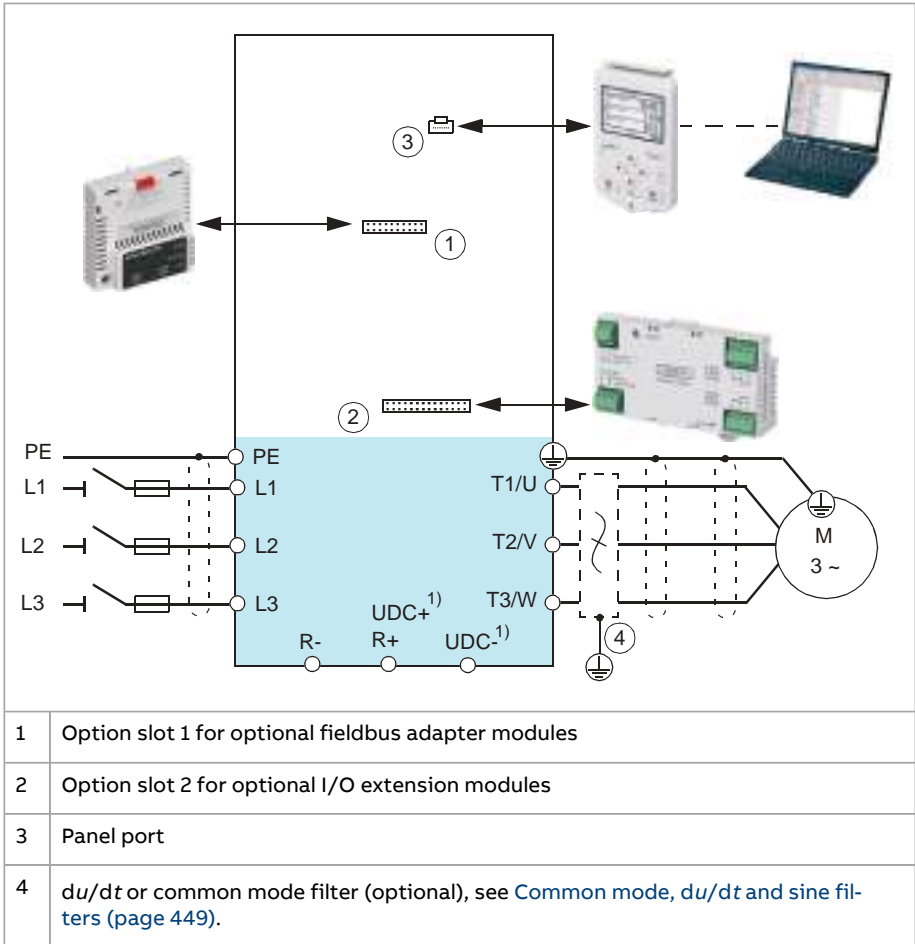 3
1
2
PE
PE
L1
L1
T1/U
L2
L2
T2/V
M
3 ~
L3
L3
T3/W
UDC+1)
R-
R+
UDC-1)
4
1 Option slot 1 for optional fieldbus adapter modules
2 Option slot 2 for optional I/O extension modules
3 Panel port
4 du/dt or common mode filter (optional), see Common mode, du/dt and sine fil-
ters (page 449).